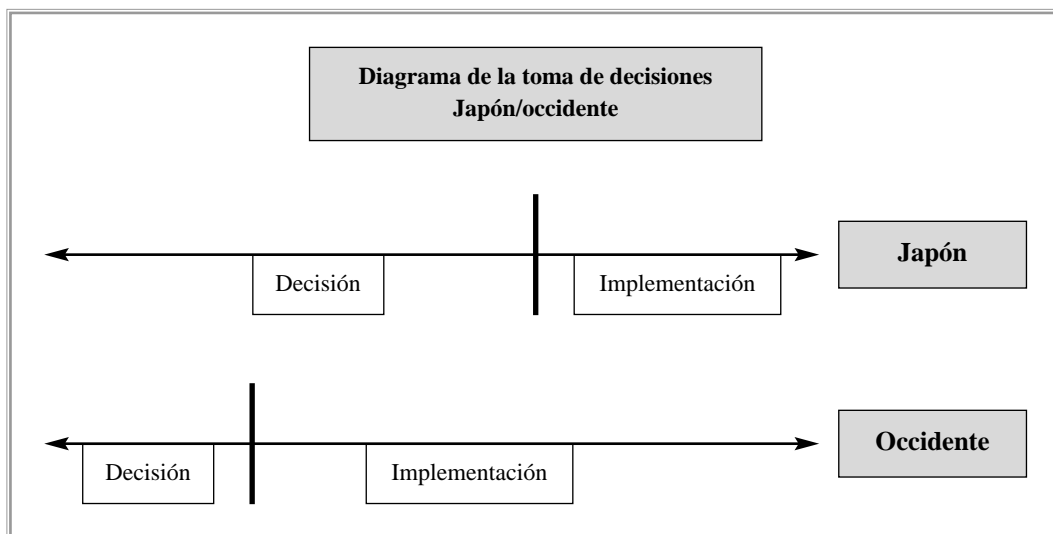 Diagrama de la toma de decisiones
Japón/occidente
Japón
Decisión
Implementación
Occidente
Decisión
Implementación